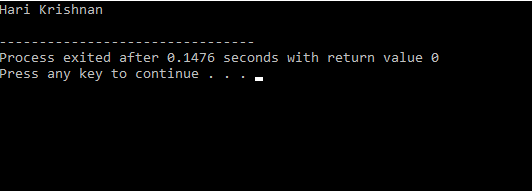 Hari Krishnan
--------------------------------
Process exited after 0.1476 seconds with return value 0
Press any key to continue . . .